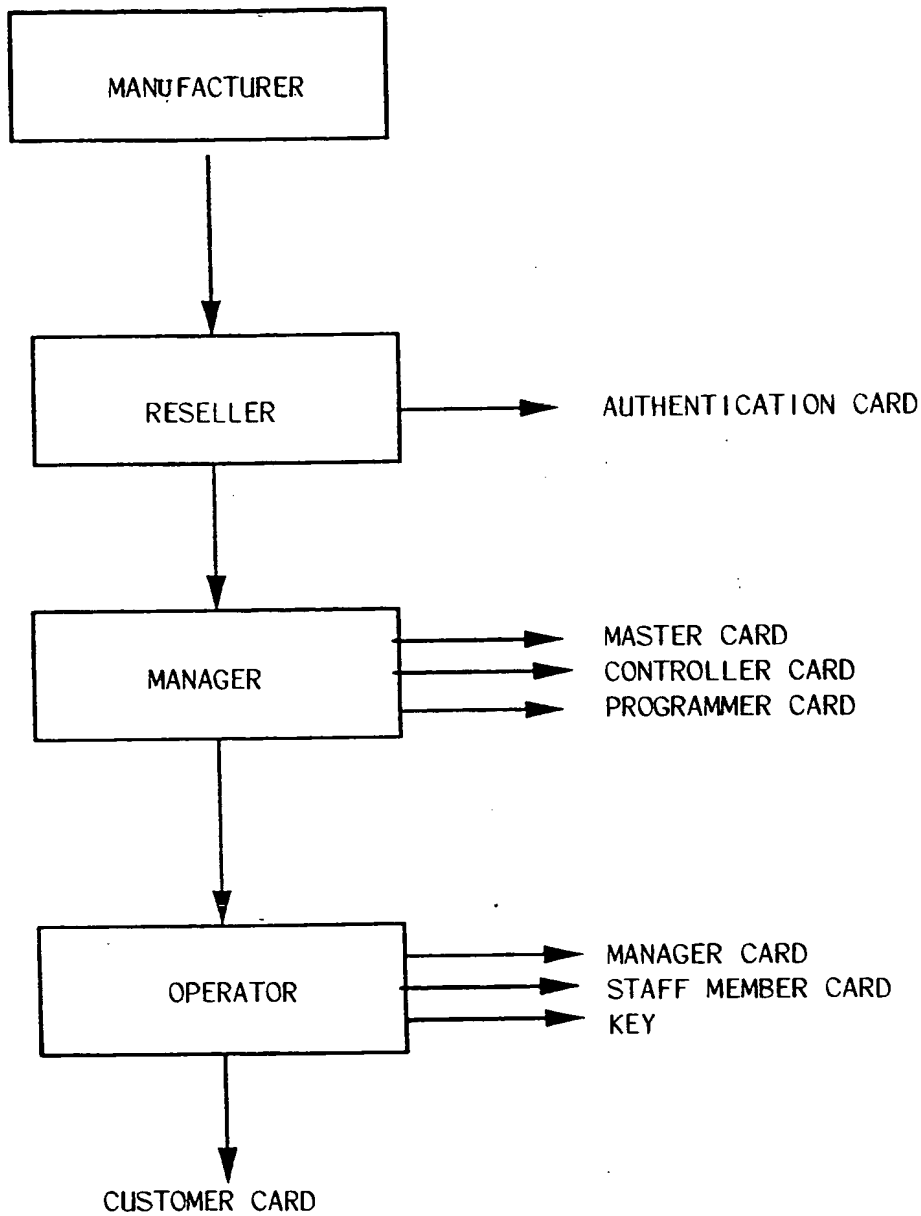 MANUFACTURER
RESELLER
AUTHENTICATION CARD
MANAGER
MASTER CARD
CONTROLLER CARD
PROGRAMMER CARD
OPERATOR
MANAGER CARD
STAFF MEMBER CARD
KEY
CUSTOMER CARD